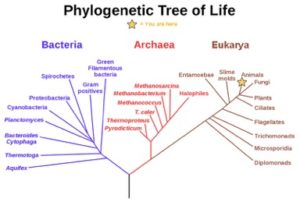 Phylogenetic Tree of Life
= You are here
Bacteria
Archaea
Eukarya
Green
Filamentous
bacteria
Spirochetes
Gram
positives
Proteobacteria
Cyanobacteria
Planctomyces
Bacteroides
Cytophaga
Thermotoga
Aquifex
Methanosarcina
Methanobacterium
Halophiles
Methanococcus
T. celer
Thermoproteus
Pyrodicticum
Entamoebae
Slime
molds
Animals
Fungi
Plants
Ciliates
Flagellates
Trichomonads
Microsporidia
Diplomonads